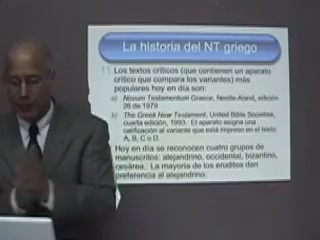 La historia del NT griego
Los textos críticos (que contienen un aparato
crítico que compara los variantes) más
populares hoy en día son:
a) Novum Testamentum Graece, Nestle-Aland, edición
26 de 1979
b) The Greek New Testament, United Bible Societies,
cuarta edición, 1993. El aparato asigna una
calificación al variante que está impreso en el texto:
A, B, C o D.
Hoy en día se reconocen cuatro grupos de
manuscritos: alejandrino, occidental, bizantino,
cesárea. La mayoría de los eruditos dan
preferencia al alejandrino.